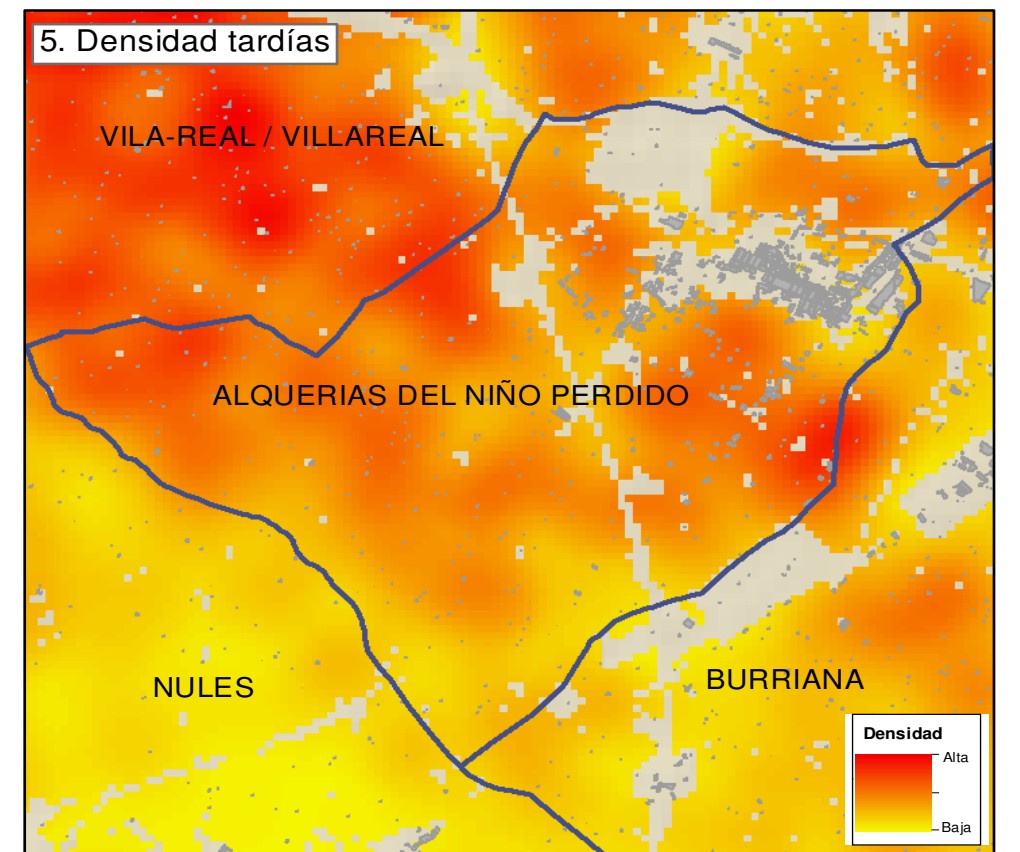 5. Densidad tardías
VILA-REAL / VILLAREAL
ALQUERIAS DEL NIÑO PERDIDO
NULES
BURRIANA
Densidad
Alta
Baja